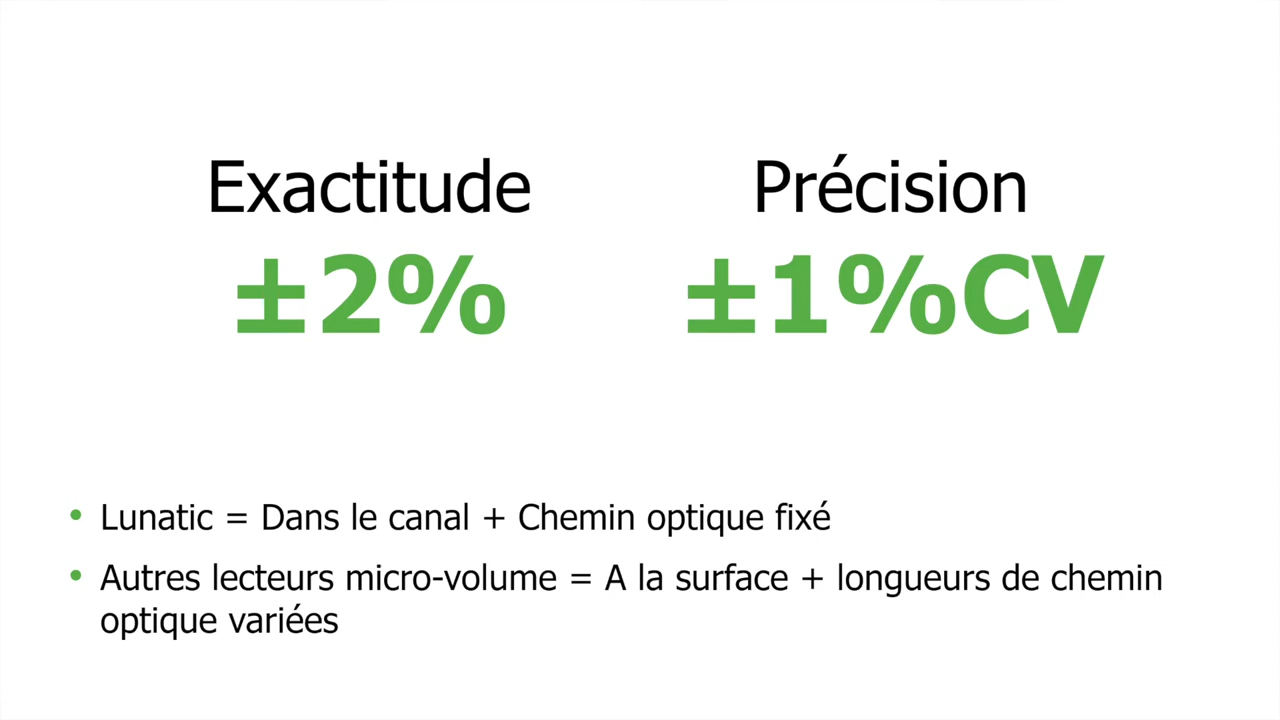 Exactitude
±2%
Précision
±1%CV
• Lunatic = Dans le canal + Chemin optique fixé
• Autres lecteurs micro-volume = A la surface + longueurs de chemin
optique variées